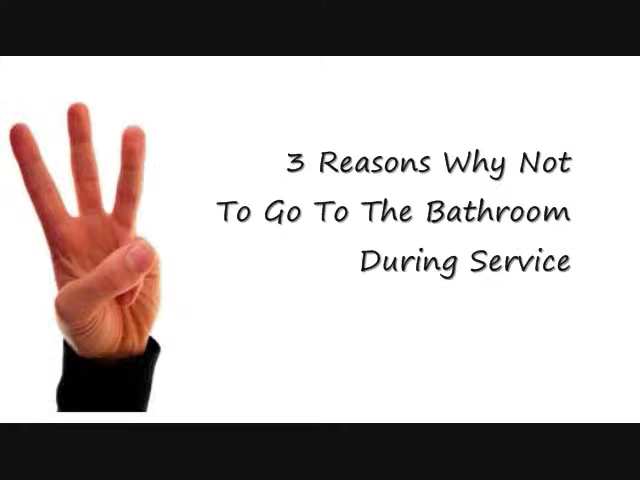 3 Reasons Why Not
To Go To The Bathroom
During Service